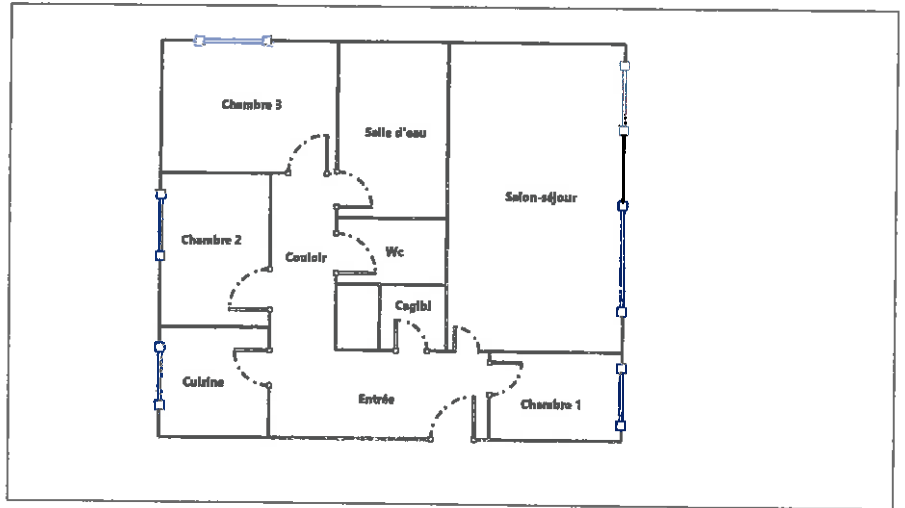 Chambre 3
Salle d'eau
Salon-séjour
Chambre 2
Couloir
Wc
Cagibi
Cuisine
Entrée
Chambre 1